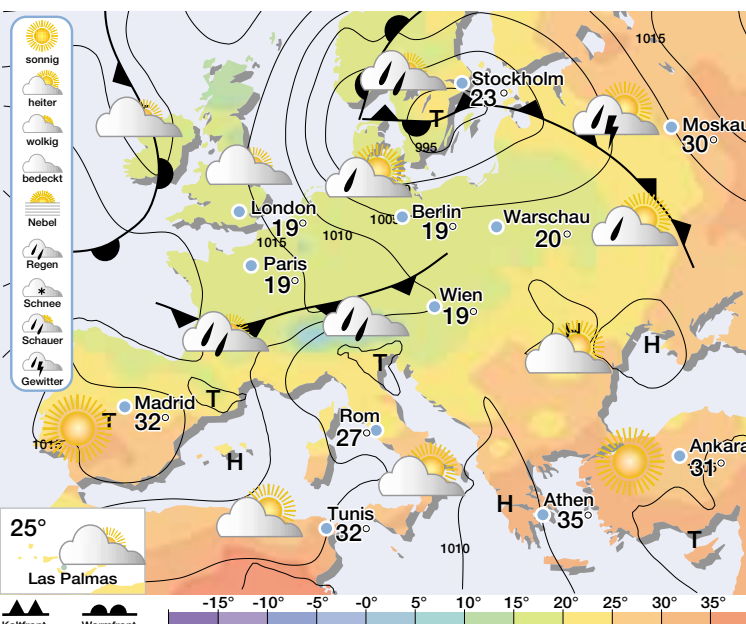 sonnig
heiter
wolkig
bedeckt
Nebel
Regen
Schnee
Schauer
Gewitter
1015
Stockholm
23°
T
995
Moskau
30°
London
19°
1015
1010
1005
Berlin
19°
Warschau
20°
Paris
19°
Wien
19°
H
T
T
Madrid
32°
T
1015
Rom
27°
H
Ankara
31°
H
Athen
35°
Tunis
32°
T
1010
25°
Las Palmas
Kaltfront
Warmfront
-15° -10° -5° -0° 5° 10° 15° 20° 25° 30° 35°